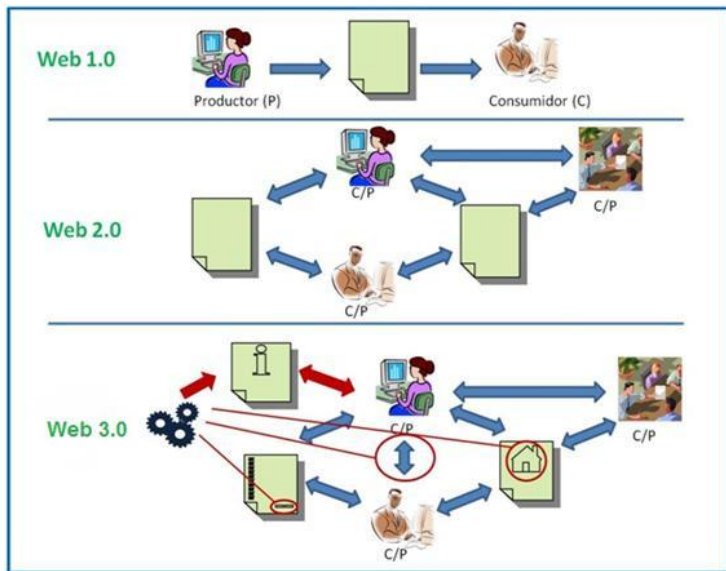 Web 1.0
Productor (P)
Consumidor (C)
C/P
C/P
Web 2.0
C/P
i
C/P
C/P
Web 3.0
C/P